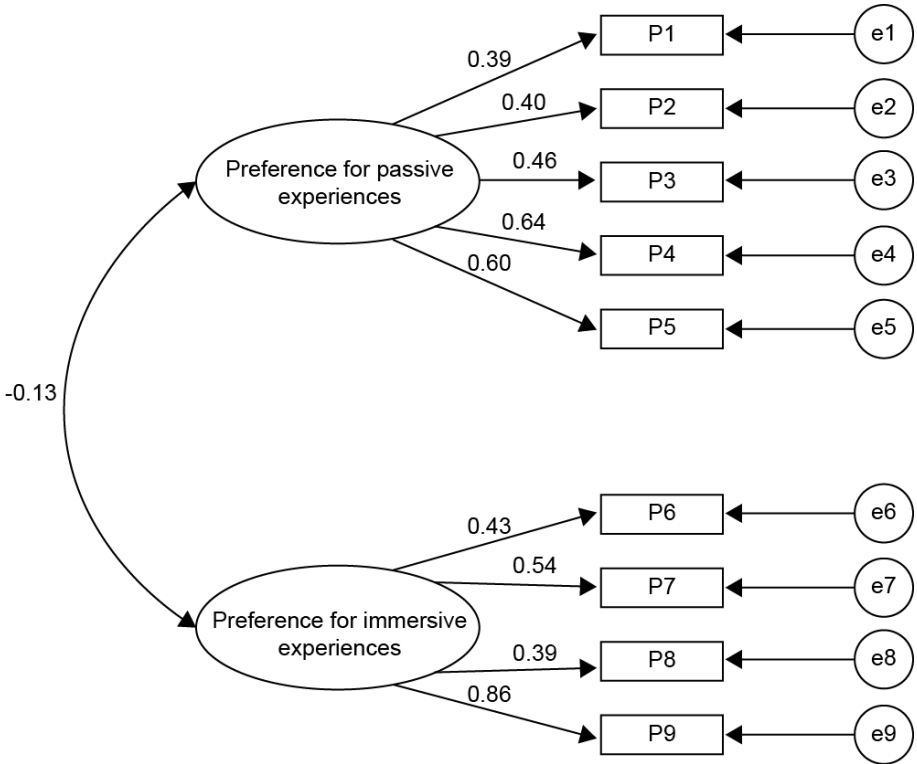 P1
e1
0.39
P2
e2
0.40
Preference for passive
experiences
0.46
P3
e3
0.64
P4
e4
0.60
P5
e5
-0.13
P6
e6
0.43
P7
e7
0.54
Preference for immersive
experiences
0.39
P8
e8
0.86
P9
e9